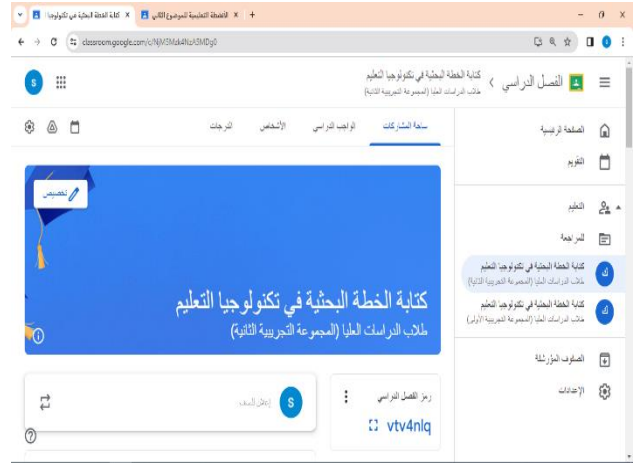 كتابة الخطة البحثية في تكنولوجيا
الأنشطة التعليمية للموضوع الثاني
classroom.google.com/c/NjM5Mzk4NzA3MDg0
الفصل الدراسي
كتابة الخطة البحثية في تكنولوجيا التعليم
طلاب الدراسات العليا (المجموعة التجريبية الثانية)
S
ساحة المشاركات
الواجب الدراسي
الأشخاص
الدرجات
الصفحة الرئيسية
التقويم
التعليم
للمراجعة
ك
كتابة الخطة البحثية في تكنولوجيا التعليم
طلاب الدراسات العليا (المجموعة التجريبية الثانية)
ك
كتابة الخطة البحثية في تكنولوجيا التعليم
طلاب الدراسات العليا (المجموعة التجريبية الأولى)
الصفوف المؤرشفة
الإعدادات
تخصيص
كتابة الخطة البحثية في تكنولوجيا التعليم
طلاب الدراسات العليا (المجموعة التجريبية الثانية)
رمز الفصل الدراسي
vtv4nlq
S